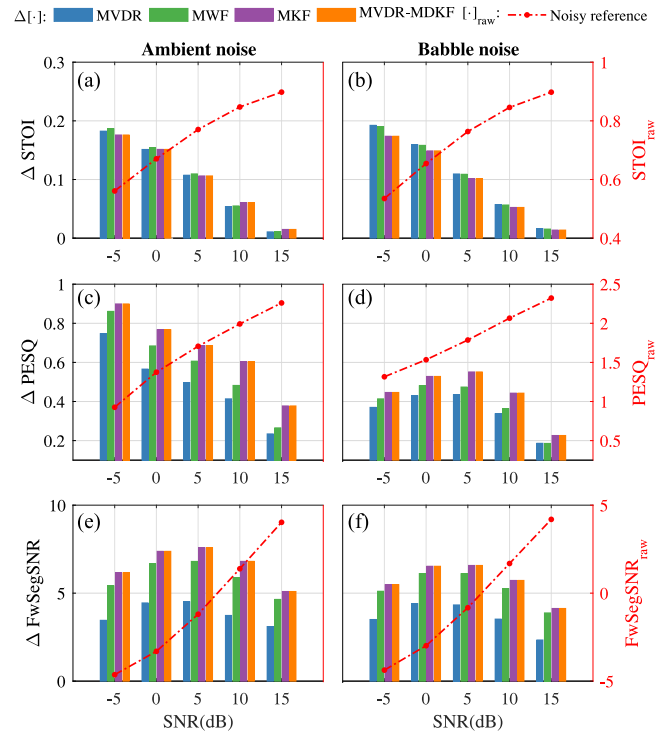 Δ[·]: MVDR MWF MKF MVDR-MDKF [·]raw: Noisy reference
Ambient noise Babble noise
(a) (b)
0.3 0.2 0.1 0
Δ STOI
-5 0 5 10 15
-5 0 5 10 15
1 0.8 0.6 0.4
STOIraw
(c) (d)
1 0.8 0.6 0.4 0.2
Δ PESQ
-5 0 5 10 15
-5 0 5 10 15
2.5 2 1.5 1 0.5
PESQraw
(e) (f)
10 5 0
Δ FwSegSNR
-5 0 5 10 15
-5 0 5 10 15
5 0 -5
FwSegSNRraw
SNR(dB) SNR(dB)